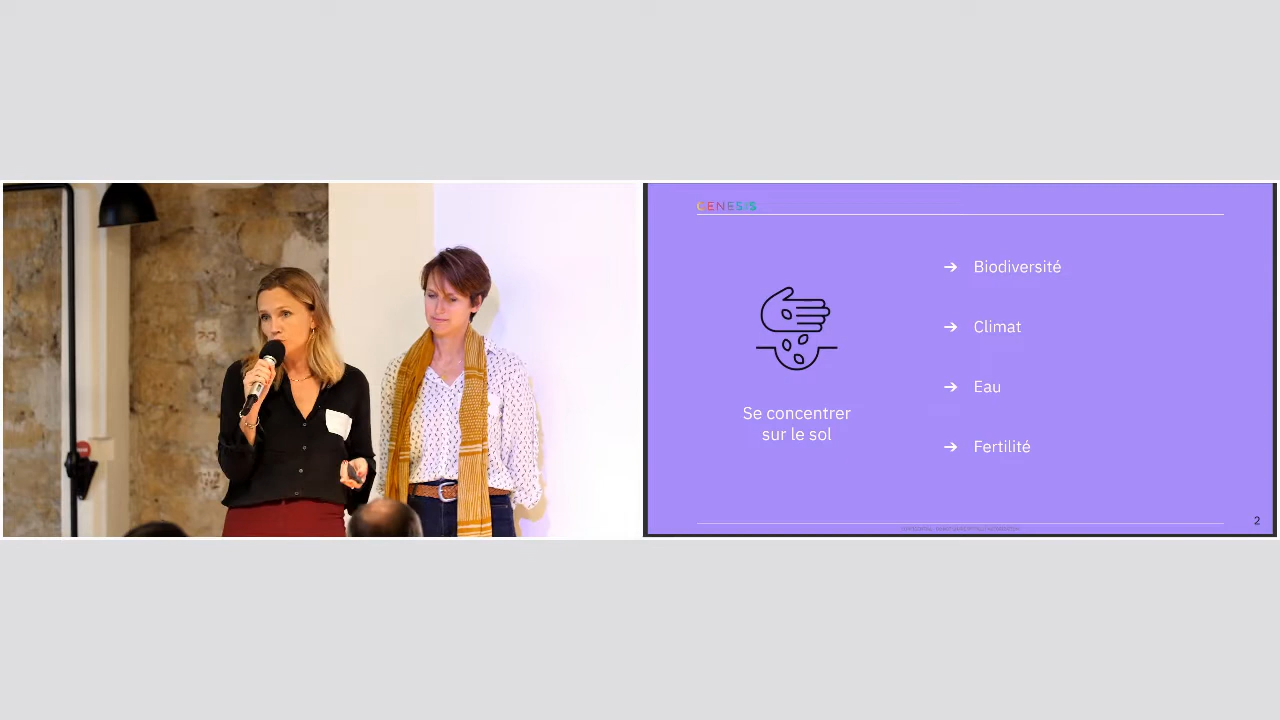 GENESIS
Se concentrer
sur le sol
→ Biodiversité
→ Climat
→ Eau
→ Fertilité
2